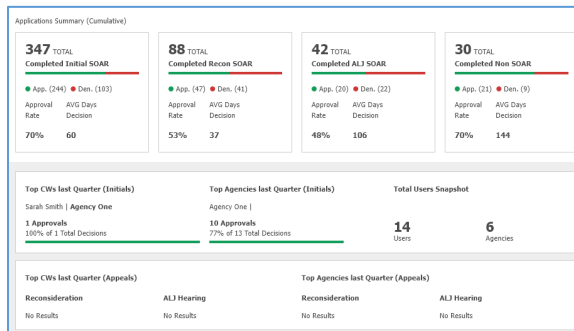 Applications Summary (Cumulative)
347 TOTAL
Completed Initial SOAR
App. (244) Den. (103)
Approval Rate AVG Days Decision
70% 60
88 TOTAL
Completed Recon SOAR
App. (47) Den. (41)
Approval Rate AVG Days Decision
53% 37
42 TOTAL
Completed ALJ SOAR
App. (20) Den. (22)
Approval Rate AVG Days Decision
48% 106
30 TOTAL
Completed Non SOAR
App. (21) Den. (9)
Approval Rate AVG Days Decision
70% 144
Top CWs last Quarter (Initials)
Sarah Smith | Agency One
1 Approvals
100% of 1 Total Decisions
Top Agencies last Quarter (Initials)
Agency One |
10 Approvals
77% of 13 Total Decisions
Total Users Snapshot
14 6
Users Agencies
Top CWs last Quarter (Appeals)
Reconsideration ALJ Hearing
No Results No Results
Top Agencies last Quarter (Appeals)
Reconsideration ALJ Hearing
No Results No Results